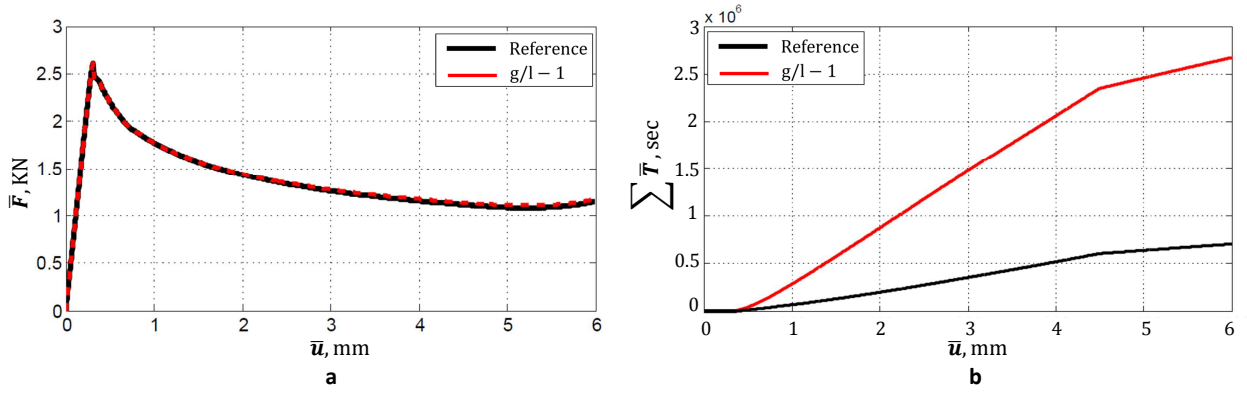 3
2.5
2
1.5
1
0.5
0
F̅, KN
Reference
g/l − 1
0 1 2 3 4 5 6
u̅, mm
a
3 x 10⁶
2.5
2
1.5
1
0.5
0
∑ T̅, sec
Reference
g/l − 1
0 1 2 3 4 5 6
u̅, mm
b